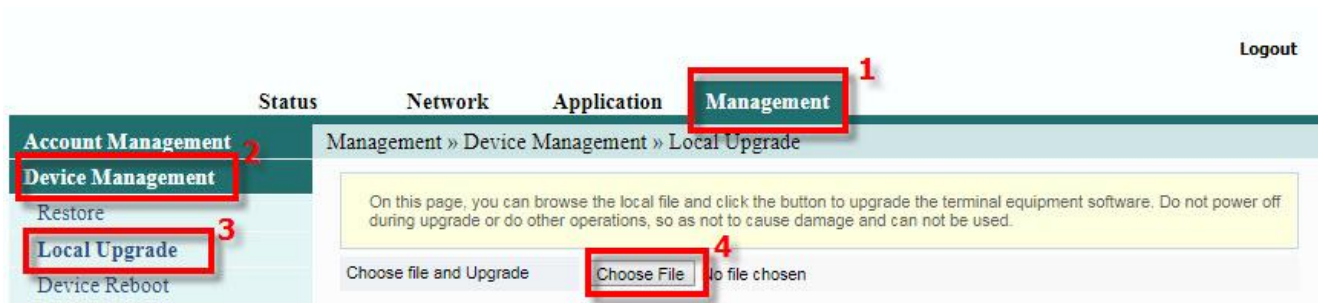 Logout
1
Status Network Application Management
Account Management Management » Device Management » Local Upgrade
2
Device Management
On this page, you can browse the local file and click the button to upgrade the terminal equipment software. Do not power off
during upgrade or do other operations, so as not to cause damage and can not be used.
Restore
3
Local Upgrade
4
Choose file and Upgrade Choose File No file chosen
Device Reboot